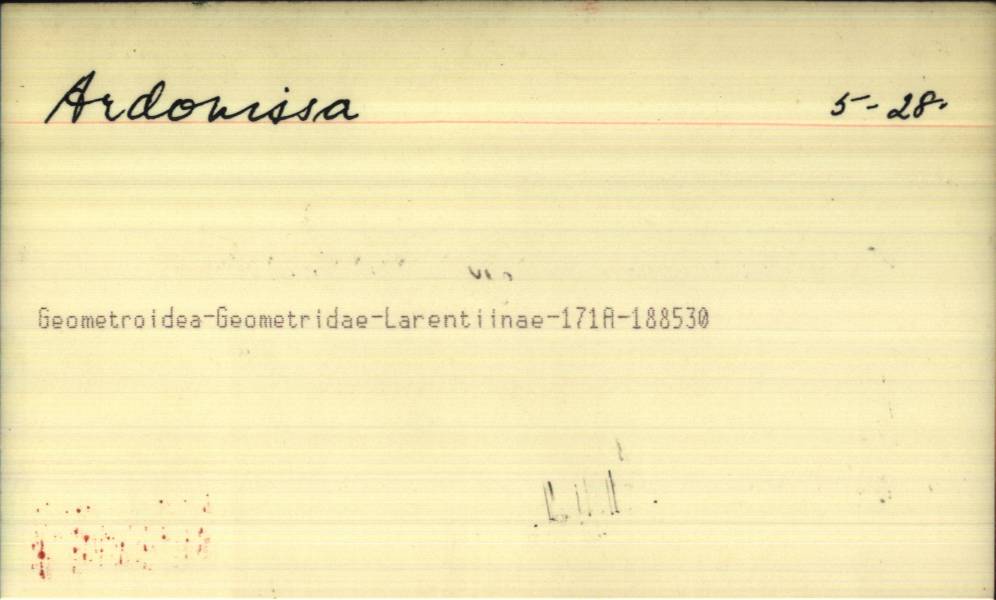 Ardonissa 5-28.
Geometroidea-Geometridae-Larentiinae-171A-188530